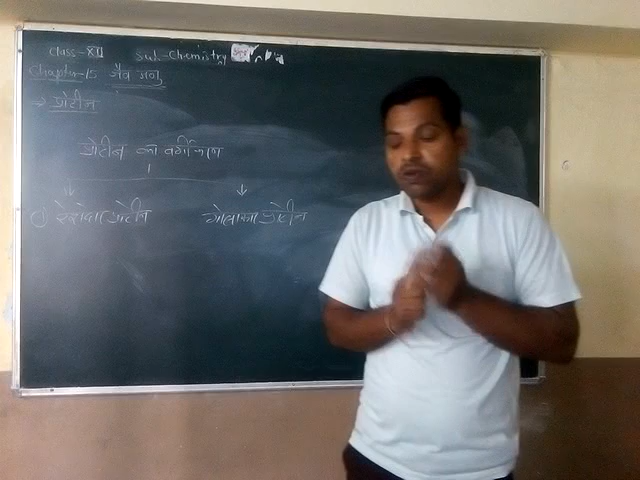 Class-XII Sub.-Chemistry
Chapter-15 जैव अणु
→ प्रोटीन
प्रोटीन का वर्गीकरण
① रेशेदार प्रोटीन गोलाकार प्रोटीन